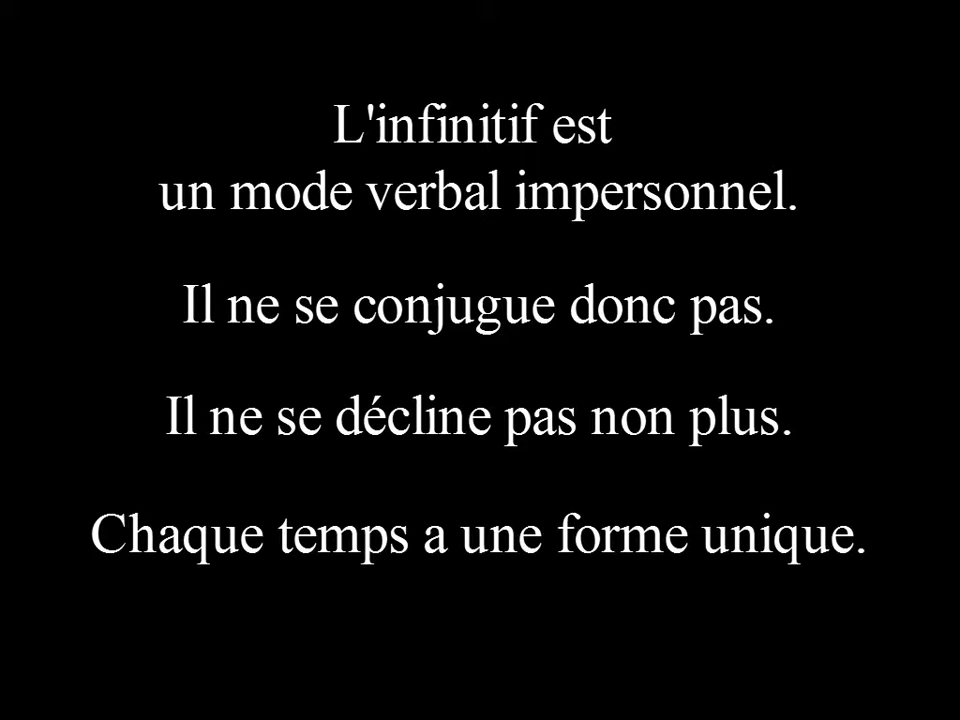 L'infinitif est
un mode verbal impersonnel.
Il ne se conjugue donc pas.
Il ne se décline pas non plus.
Chaque temps a une forme unique.